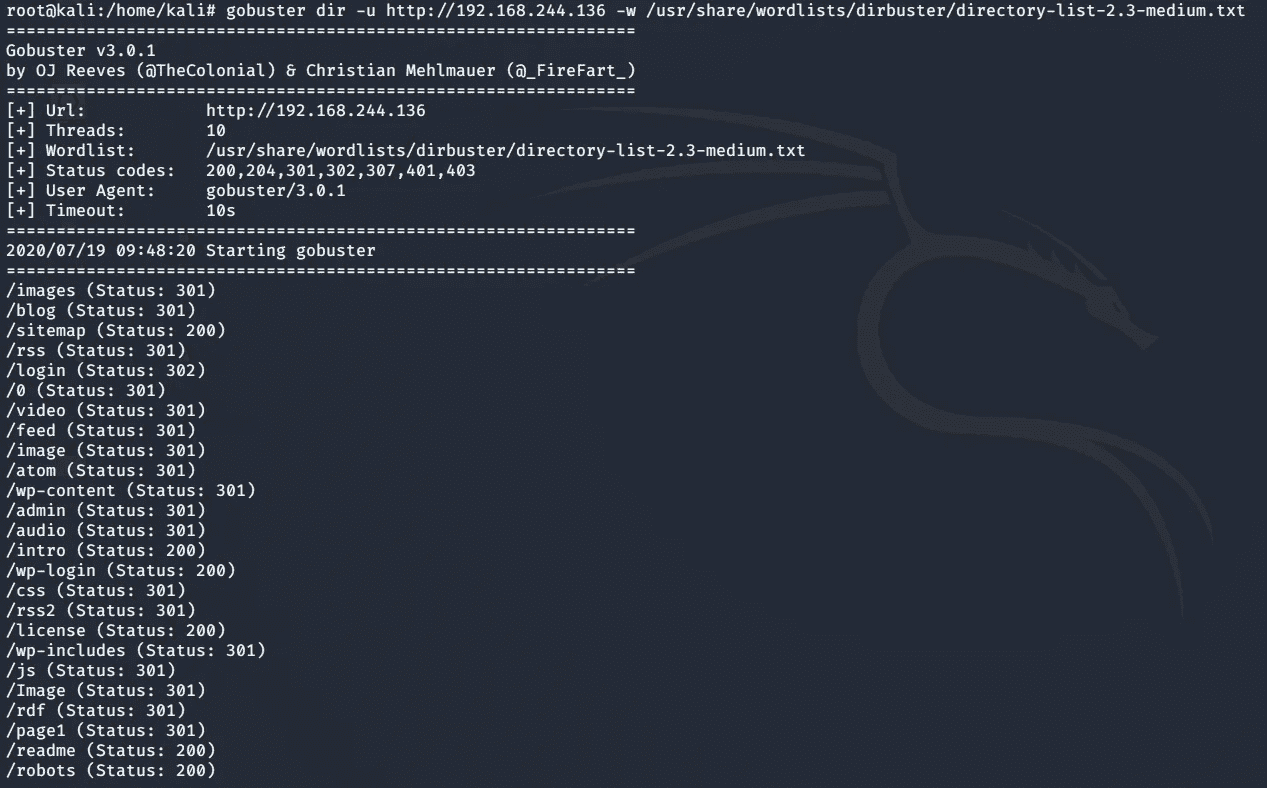 root@kali:/home/kali# gobuster dir -u http://192.168.244.136 -w /usr/share/wordlists/dirbuster/directory-list-2.3-medium.txt
===============================================================
Gobuster v3.0.1
by OJ Reeves (@TheColonial) & Christian Mehlmauer (@_FireFart_)
===============================================================
[+] Url:            http://192.168.244.136
[+] Threads:        10
[+] Wordlist:       /usr/share/wordlists/dirbuster/directory-list-2.3-medium.txt
[+] Status codes:   200,204,301,302,307,401,403
[+] User Agent:     gobuster/3.0.1
[+] Timeout:        10s
===============================================================
2020/07/19 09:48:20 Starting gobuster
===============================================================
/images (Status: 301)
/blog (Status: 301)
/sitemap (Status: 200)
/rss (Status: 301)
/login (Status: 302)
/0 (Status: 301)
/video (Status: 301)
/feed (Status: 301)
/image (Status: 301)
/atom (Status: 301)
/wp-content (Status: 301)
/admin (Status: 301)
/audio (Status: 301)
/intro (Status: 200)
/wp-login (Status: 200)
/css (Status: 301)
/rss2 (Status: 301)
/license (Status: 200)
/wp-includes (Status: 301)
/js (Status: 301)
/Image (Status: 301)
/rdf (Status: 301)
/page1 (Status: 301)
/readme (Status: 200)
/robots (Status: 200)